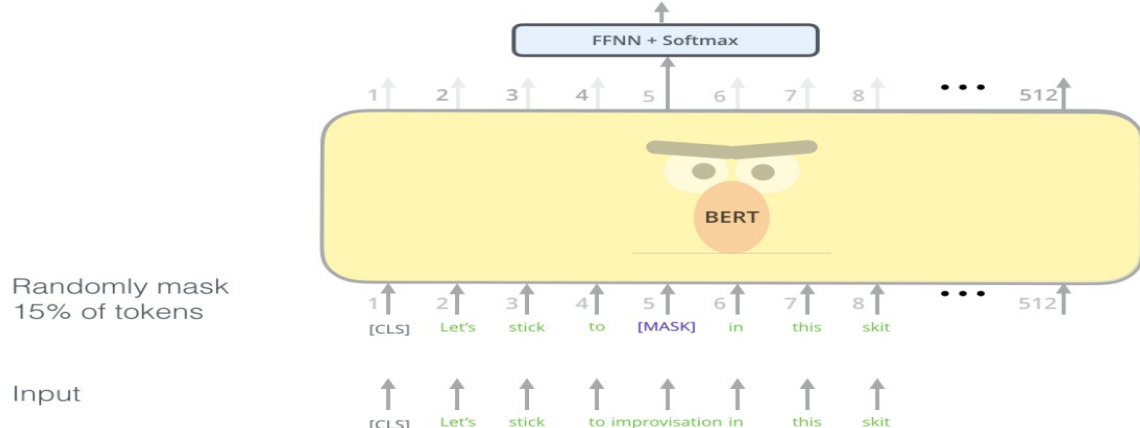 FFNN + Softmax
1 2 3 4 5 6 7 8 ••• 512
BERT
Randomly mask
15% of tokens
1 2 3 4 5 6 7 8 ••• 512
[CLS] Let's stick to [MASK] in this skit
Input
[CLS] Let's stick to improvisation in this skit